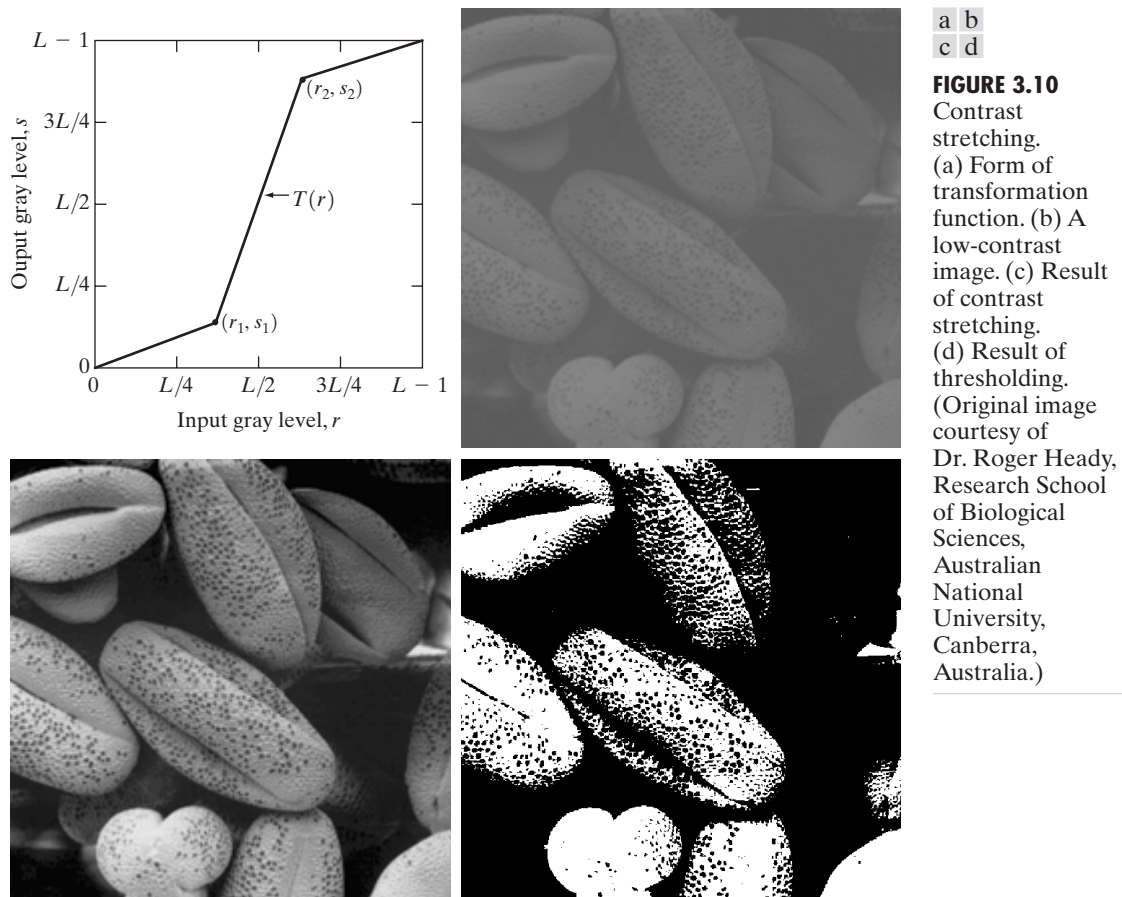 L − 1
3L/4
L/2
L/4
0
Ouput gray level, s
(r₂, s₂)
T(r)
(r₁, s₁)
0 L/4 L/2 3L/4 L − 1
Input gray level, r
a b
c d
FIGURE 3.10
Contrast
stretching.
(a) Form of
transformation
function. (b) A
low-contrast
image. (c) Result
of contrast
stretching.
(d) Result of
thresholding.
(Original image
courtesy of
Dr. Roger Heady,
Research School
of Biological
Sciences,
Australian
National
University,
Canberra,
Australia.)